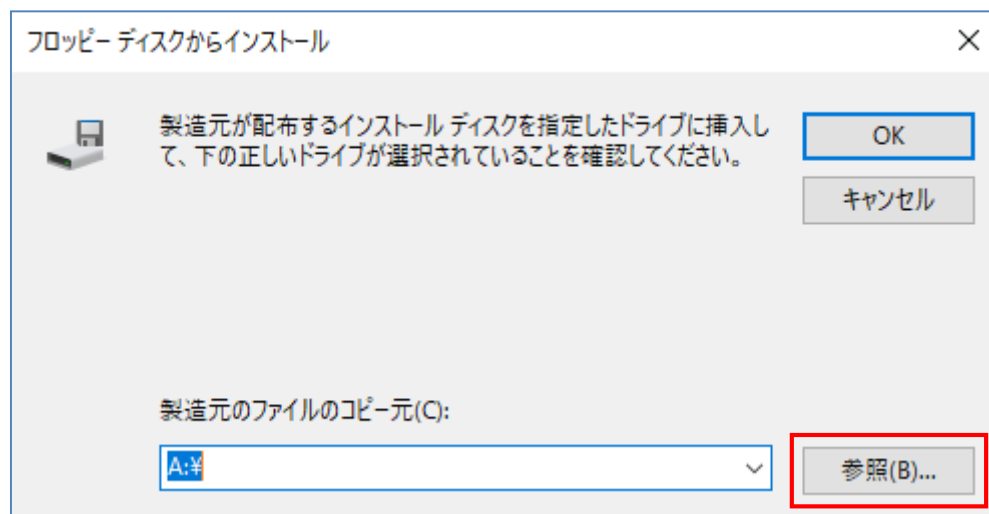 フロッピー ディスクからインストール
製造元が配布するインストール ディスクを指定したドライブに挿入し
て、下の正しいドライブが選択されていることを確認してください。
OK
キャンセル
製造元のファイルのコピー元(C):
A:¥
参照(B)...